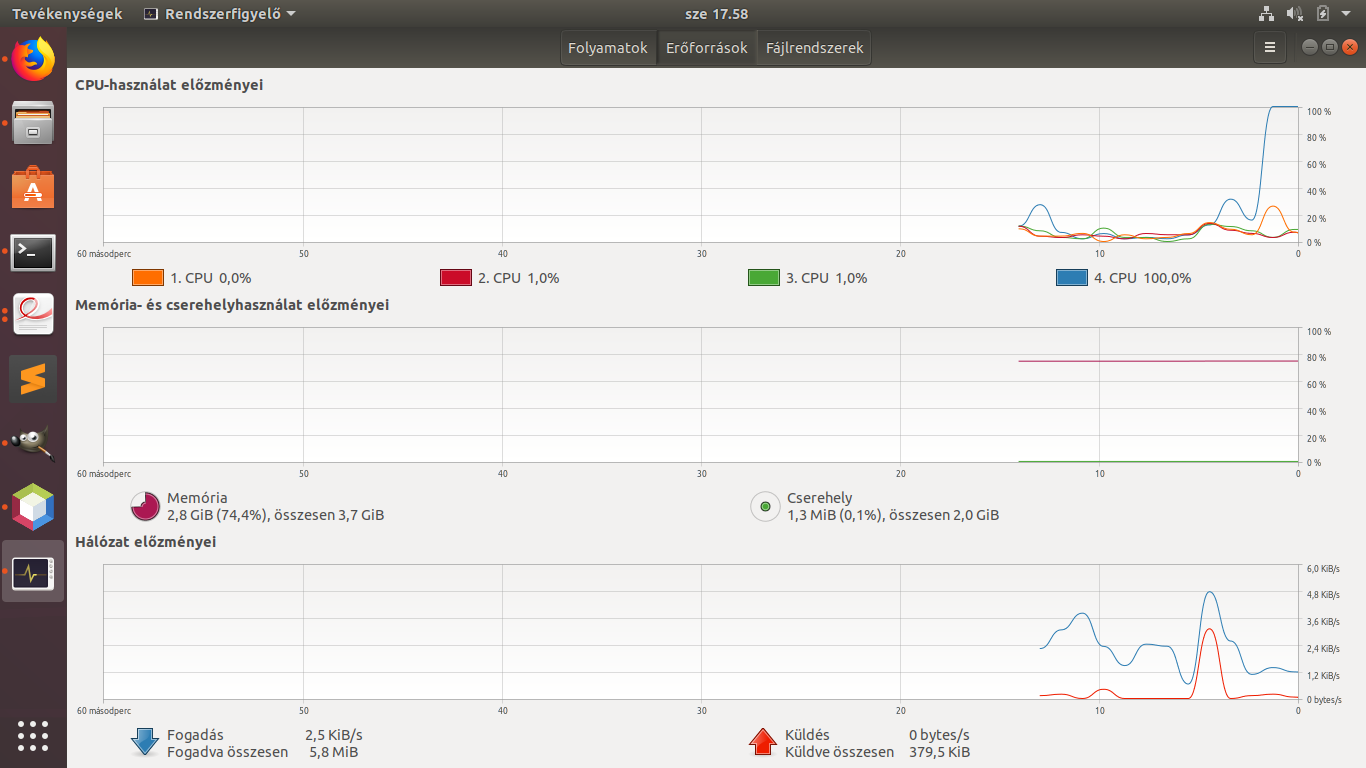 Tevékenységek Rendszerfigyelő sze 17.58
Folyamatok Erőforrások Fájlrendszerek
CPU-használat előzményei
100 %
80 %
60 %
40 %
20 %
0 %
60 másodperc 50 40 30 20 10 0
1. CPU 0,0% 2. CPU 1,0% 3. CPU 1,0% 4. CPU 100,0%
Memória- és cserehelyhasználat előzményei
100 %
80 %
60 %
40 %
20 %
0 %
60 másodperc 50 40 30 20 10 0
Memória Cserehely
2,8 GiB (74,4%), összesen 3,7 GiB 1,3 MiB (0,1%), összesen 2,0 GiB
Hálózat előzményei
6,0 KiB/s
4,8 KiB/s
3,6 KiB/s
2,4 KiB/s
1,2 KiB/s
0 bytes/s
60 másodperc 50 40 30 20 10 0
Fogadás 2,5 KiB/s Küldés 0 bytes/s
Fogadva összesen 5,8 MiB Küldve összesen 379,5 KiB